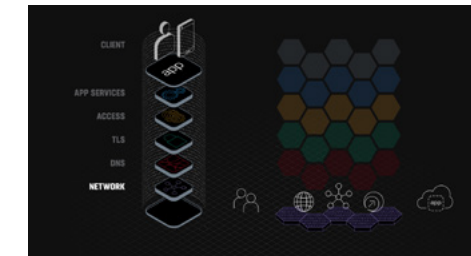 CLIENT
app
APP SERVICES
ACCESS
TLS
DNS
NETWORK
app